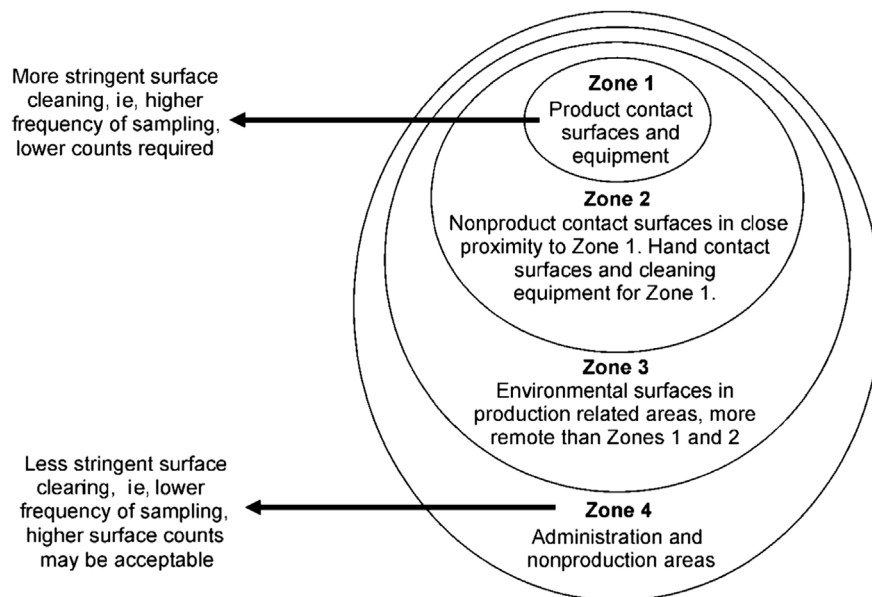 More stringent surface
cleaning, ie, higher
frequency of sampling,
lower counts required
Zone 1
Product contact
surfaces and
equipment
Zone 2
Nonproduct contact surfaces in close
proximity to Zone 1. Hand contact
surfaces and cleaning
equipment for Zone 1.
Zone 3
Environmental surfaces in
production related areas, more
remote than Zones 1 and 2
Less stringent surface
clearing, ie, lower
frequency of sampling,
higher surface counts
may be acceptable
Zone 4
Administration and
nonproduction areas